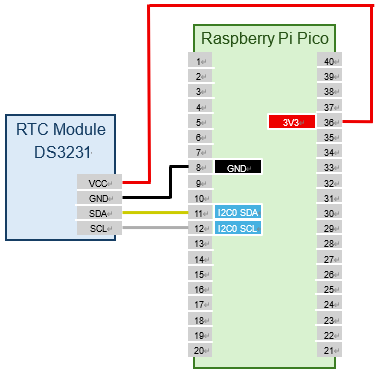 Raspberry Pi Pico
1 40
2 39
3 38
4 37
5 3V3 36
6 35
7 34
8 GND 33
9 32
10 31
11 I2C0 SDA 30
12 I2C0 SCL 29
13 28
14 27
15 26
16 25
17 24
18 23
19 22
20 21
RTC Module
DS3231
VCC
GND
SDA
SCL